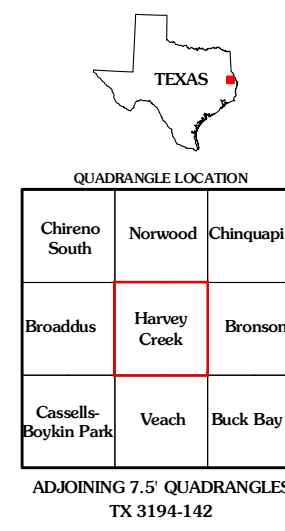 TEXAS
QUADRANGLE LOCATION
Chireno
South
Norwood
Chinquapi
Broaddus
Harvey
Creek
Bronson
Cassells-
Boykin Park
Veach
Buck Bay
ADJOINING 7.5' QUADRANGLES
TX 3194-142